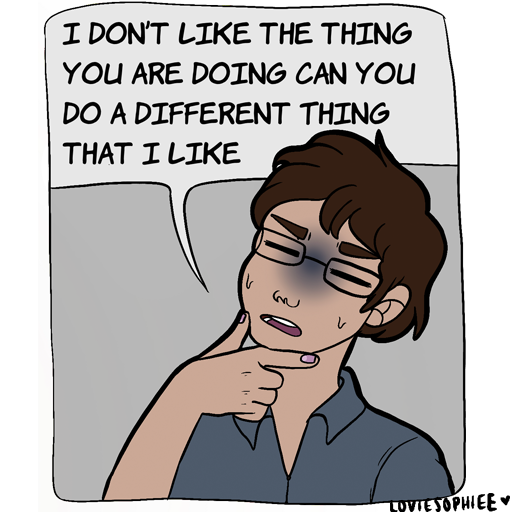 I DON'T LIKE THE THING
YOU ARE DOING CAN YOU
DO A DIFFERENT THING
THAT I LIKE
LOVIESOPHIEE ♥